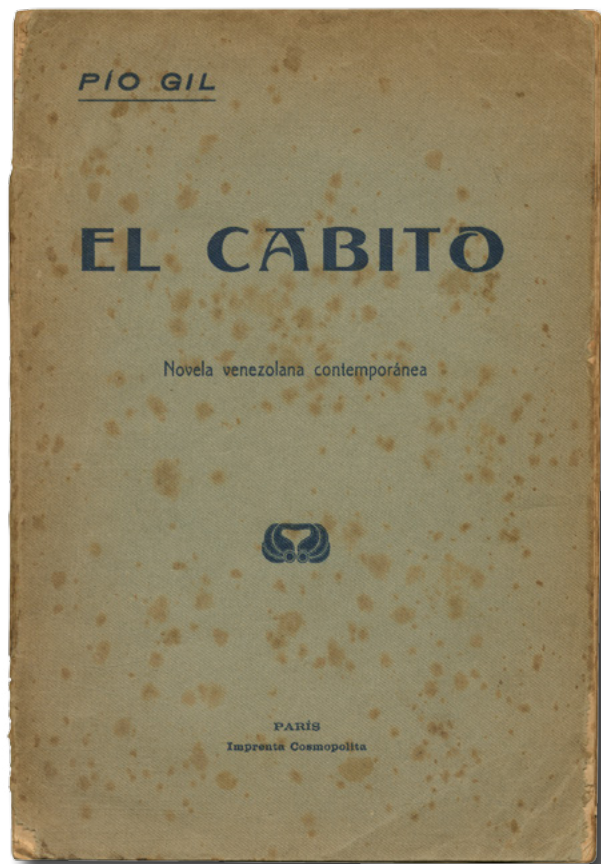 PÍO GIL
EL CABITO
Novela venezolana contemporánea
PARÍS
Imprenta Cosmopolita